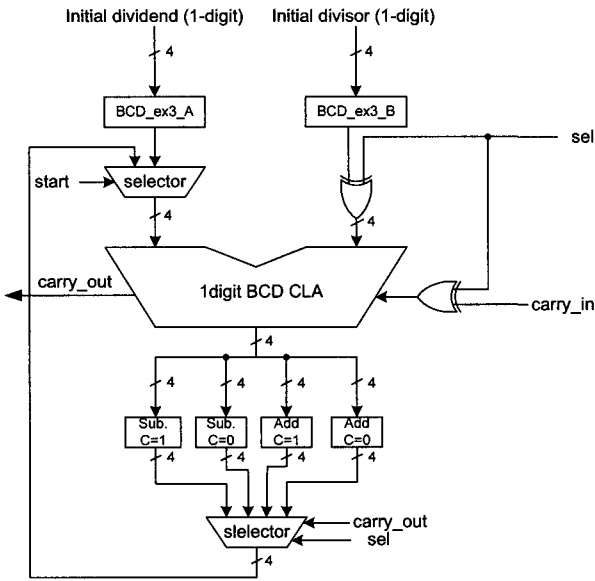 Initial dividend (1-digit) Initial divisor (1-digit)
4 4
BCD_ex3_A BCD_ex3_B
sel
start selector
4 4
carry_out 1digit BCD CLA
carry_in
4
4 4 4 4
Sub. Sub. Add Add
C=1 C=0 C=1 C=0
4 4 4 4
slelector carry_out
sel
4